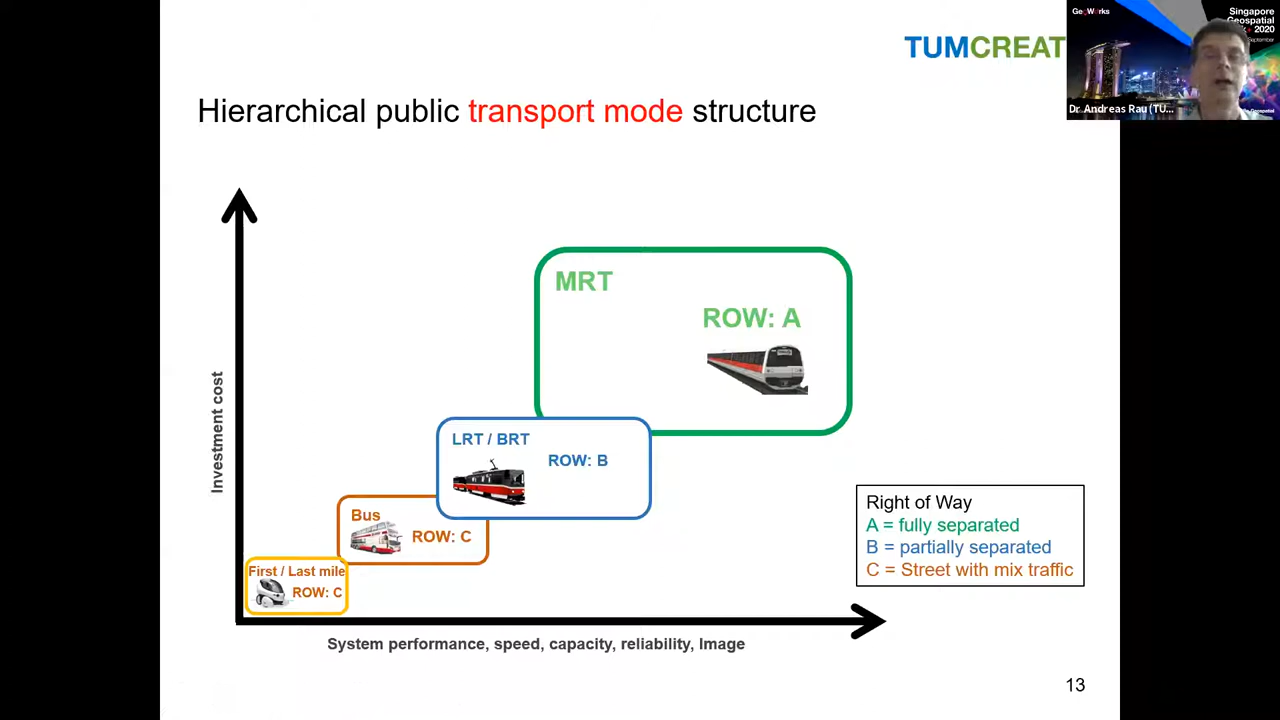 GeoWorks
Singapore
Geospatial
2020
Dr Andreas Rau (TU...
TUMCREAT
Hierarchical public transport mode structure
Investment cost
MRT
ROW: A
LRT / BRT
ROW: B
Bus
ROW: C
First / Last mile
ROW: C
Right of Way
A = fully separated
B = partially separated
C = Street with mix traffic
System performance, speed, capacity, reliability, Image
13